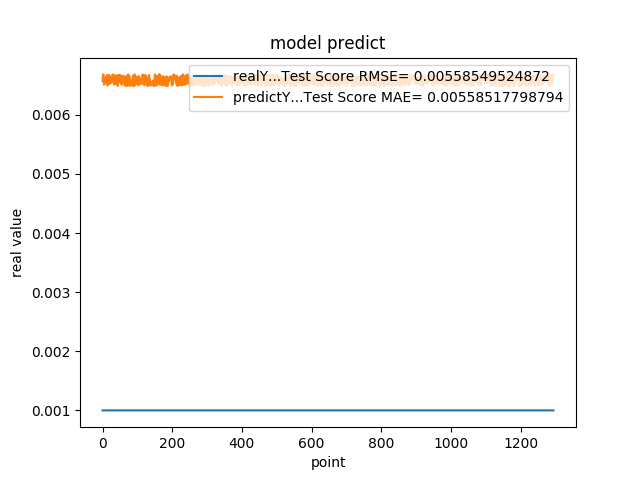 model predict
realY...Test Score RMSE= 0.00558549524872
predictY...Test Score MAE= 0.00558517798794
0.006
0.005
0.004
0.003
0.002
0.001
real value
0 200 400 600 800 1000 1200
point